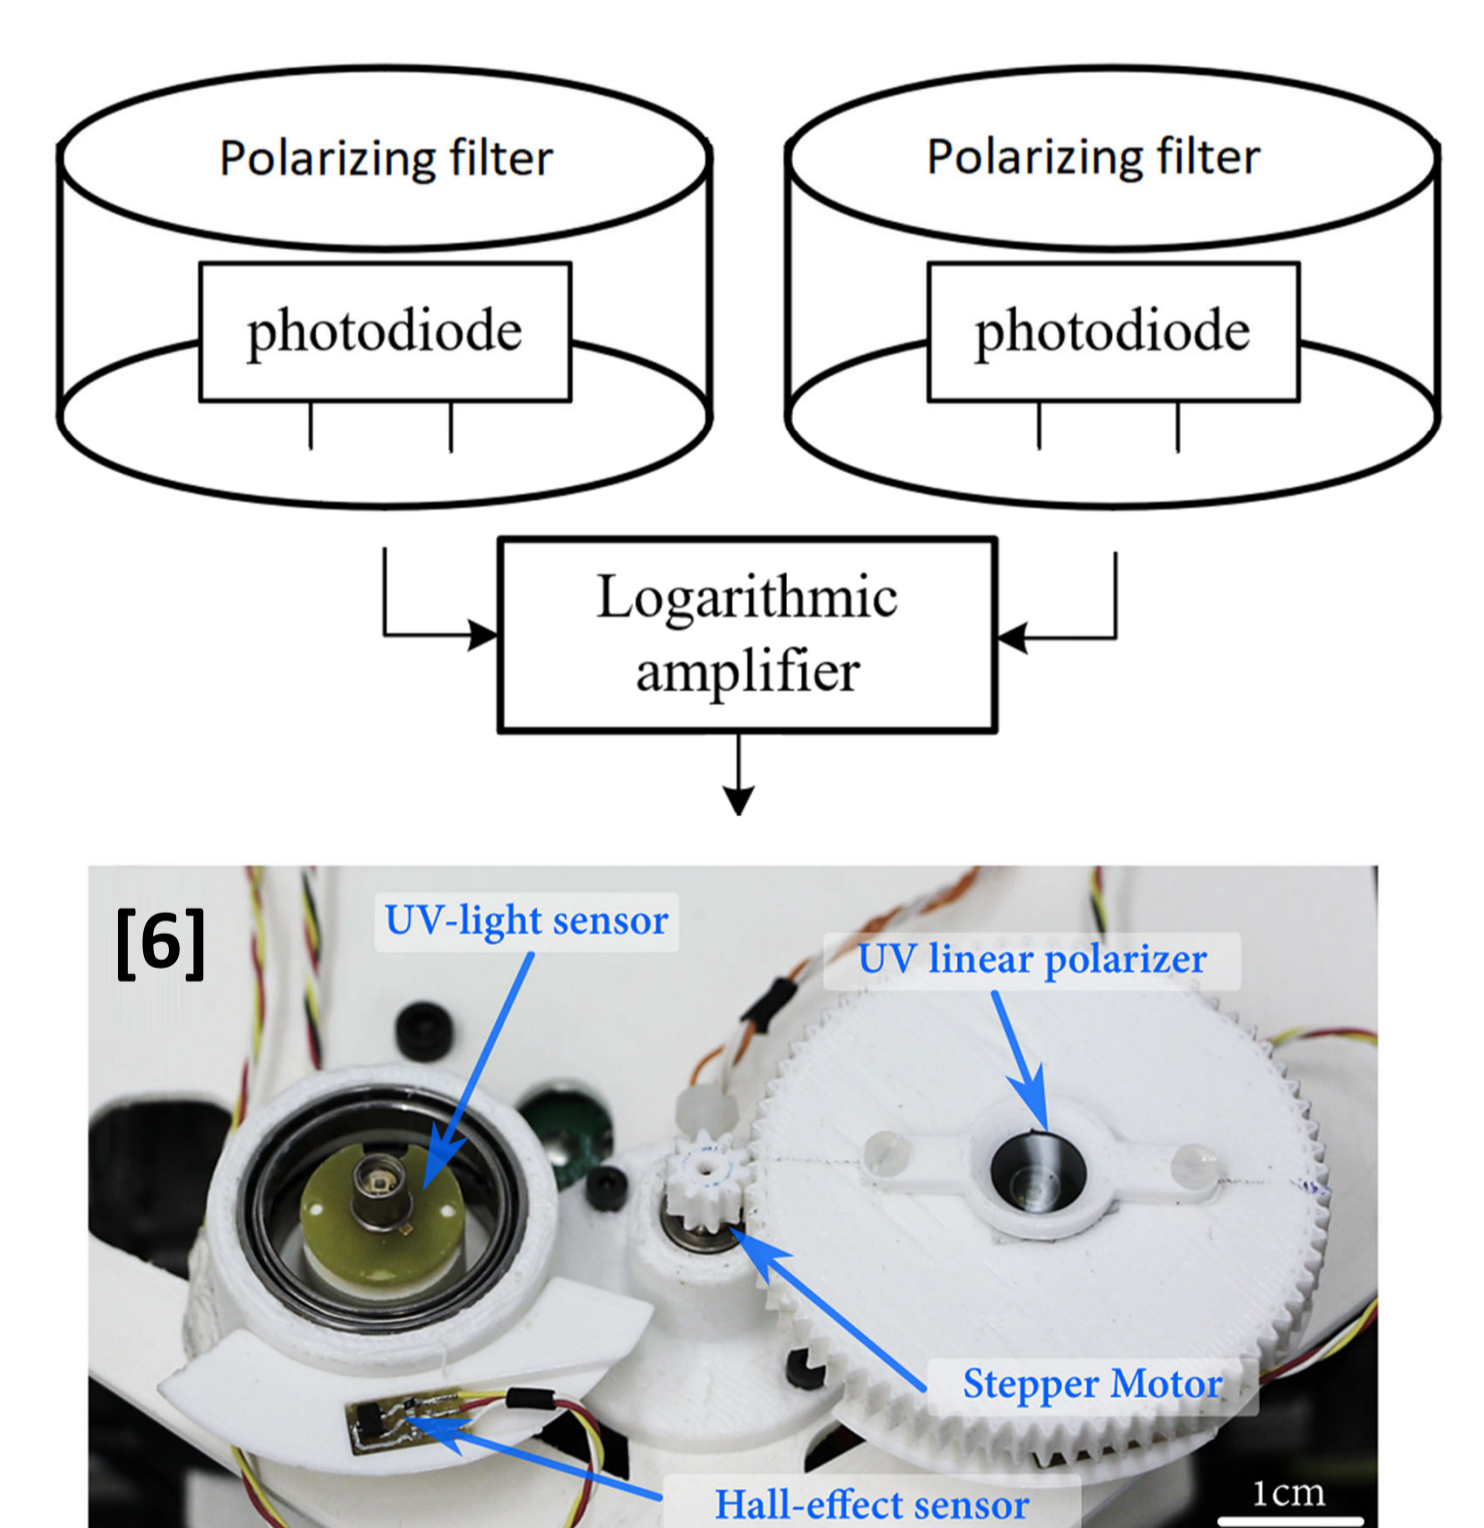 Polarizing filter
Polarizing filter
photodiode
photodiode
Logarithmic
amplifier
[6]
UV-light sensor
UV linear polarizer
Stepper Motor
Hall-effect sensor
1cm